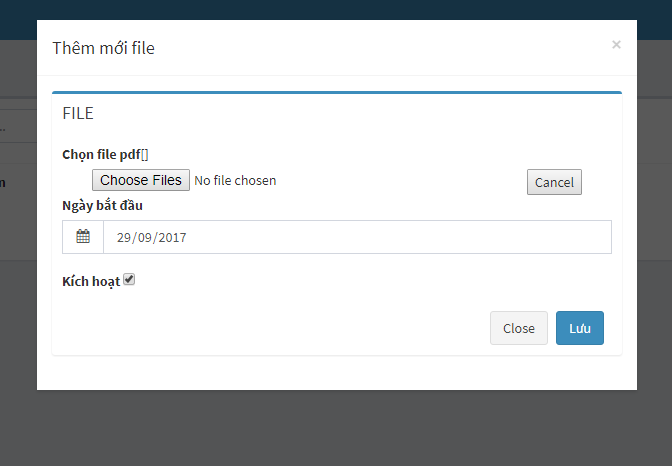 Thêm mới file ×
FILE
Chọn file pdf[]
Choose Files No file chosen Cancel
Ngày bắt đầu
29/09/2017
Kích hoạt
Close Lưu